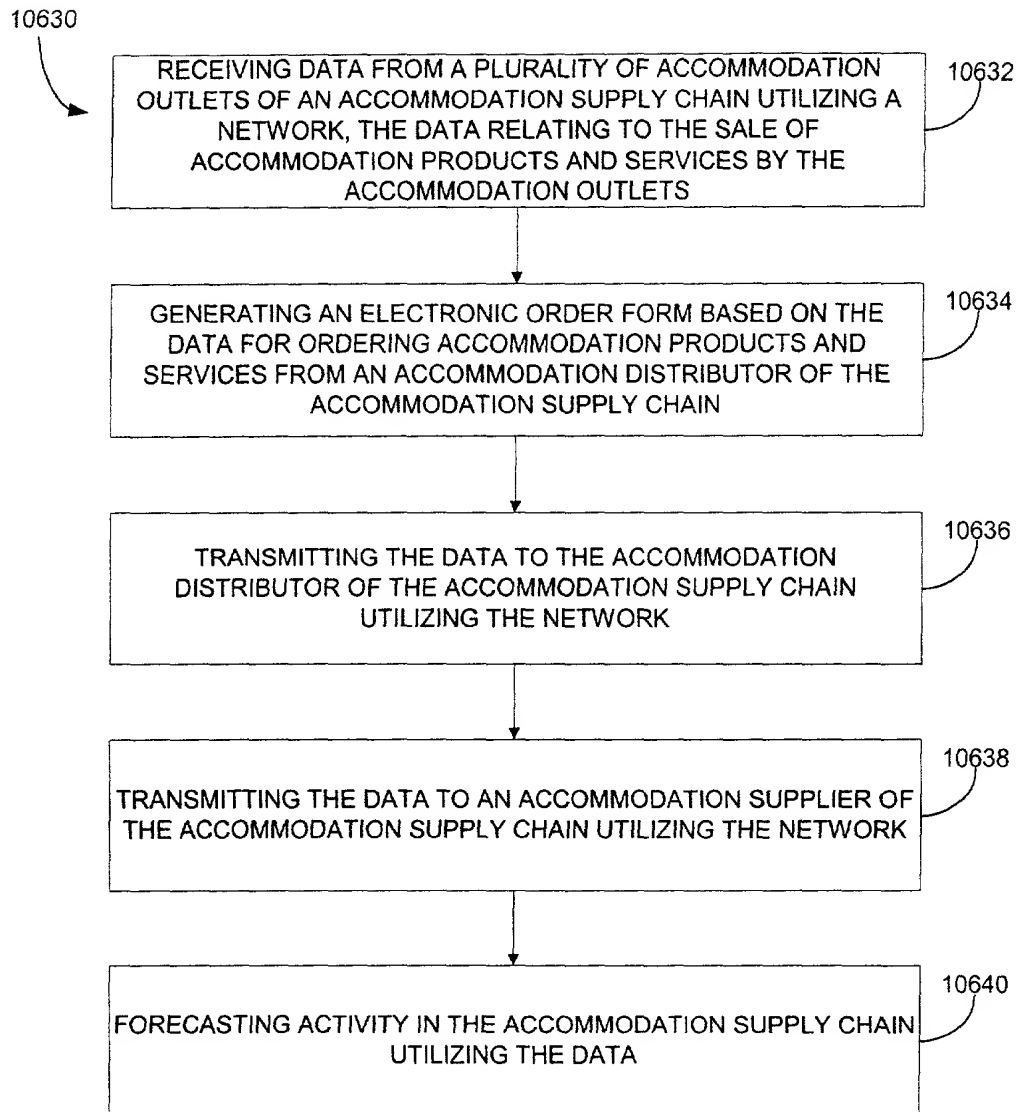 10630
RECEIVING DATA FROM A PLURALITY OF ACCOMMODATION
OUTLETS OF AN ACCOMMODATION SUPPLY CHAIN UTILIZING A
NETWORK, THE DATA RELATING TO THE SALE OF
ACCOMMODATION PRODUCTS AND SERVICES BY THE
ACCOMMODATION OUTLETS
10632
GENERATING AN ELECTRONIC ORDER FORM BASED ON THE
DATA FOR ORDERING ACCOMMODATION PRODUCTS AND
SERVICES FROM AN ACCOMMODATION DISTRIBUTOR OF THE
ACCOMMODATION SUPPLY CHAIN
10634
TRANSMITTING THE DATA TO THE ACCOMMODATION
DISTRIBUTOR OF THE ACCOMMODATION SUPPLY CHAIN
UTILIZING THE NETWORK
10636
TRANSMITTING THE DATA TO AN ACCOMMODATION SUPPLIER OF
THE ACCOMMODATION SUPPLY CHAIN UTILIZING THE NETWORK
10638
FORECASTING ACTIVITY IN THE ACCOMMODATION SUPPLY CHAIN
UTILIZING THE DATA
10640